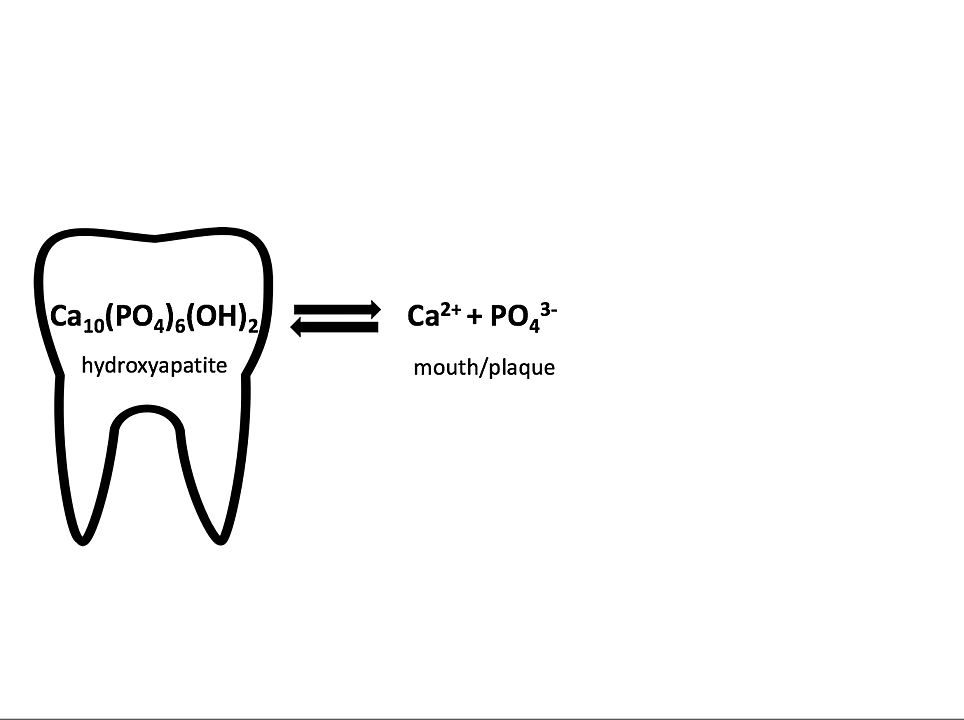 Ca₁₀(PO₄)₆(OH)₂ Ca²⁺ + PO₄³⁻
hydroxyapatite mouth/plaque